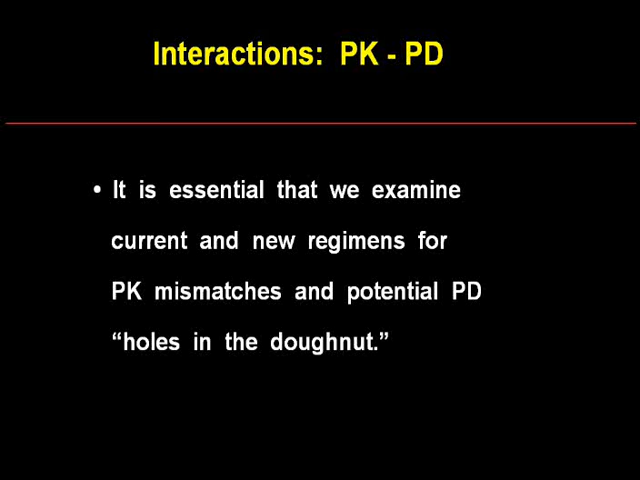 Interactions: PK - PD
• It is essential that we examine
current and new regimens for
PK mismatches and potential PD
“holes in the doughnut.”